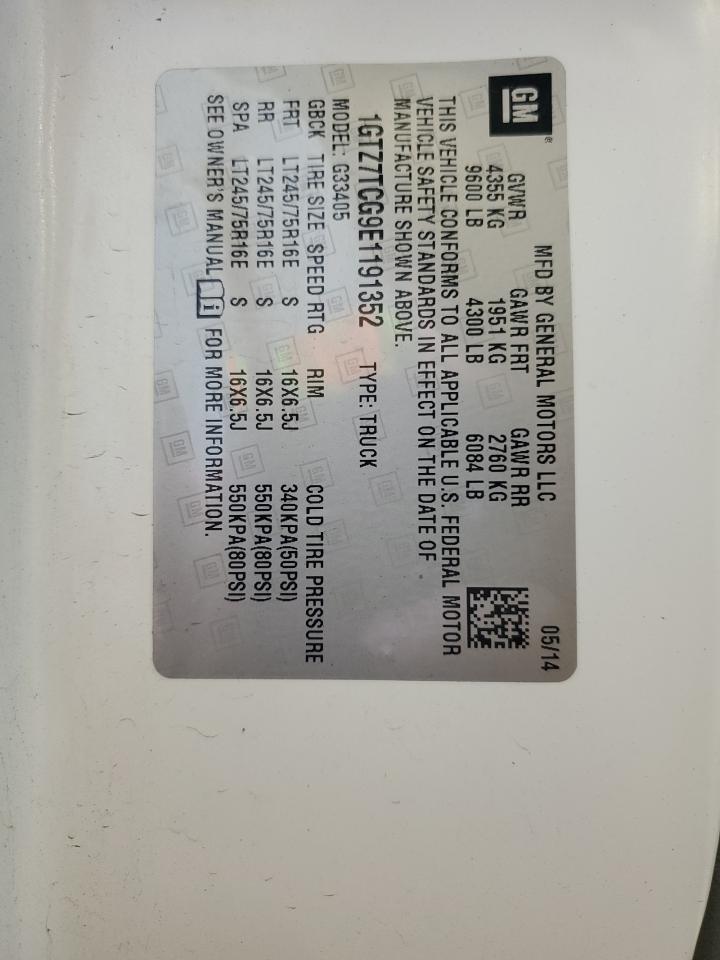 GM®
MFD BY GENERAL MOTORS LLC 05/14
GVWR GAWR FRT GAWR RR
4355 KG 1951 KG 2760 KG
9600 LB 4300 LB 6084 LB
THIS VEHICLE CONFORMS TO ALL APPLICABLE U.S. FEDERAL MOTOR
VEHICLE SAFETY STANDARDS IN EFFECT ON THE DATE OF
MANUFACTURE SHOWN ABOVE.
1GTZ7TCG9E1191352 TYPE: TRUCK
MODEL: G33405
GBCK TIRE SIZE SPEED RTG RIM COLD TIRE PRESSURE
FRT LT245/75R16E S 16X6.5J 340KPA(50PSI)
RR LT245/75R16E S 16X6.5J 550KPA(80PSI)
SPA LT245/75R16E S 16X6.5J 550KPA(80PSI)
SEE OWNER'S MANUAL i FOR MORE INFORMATION.